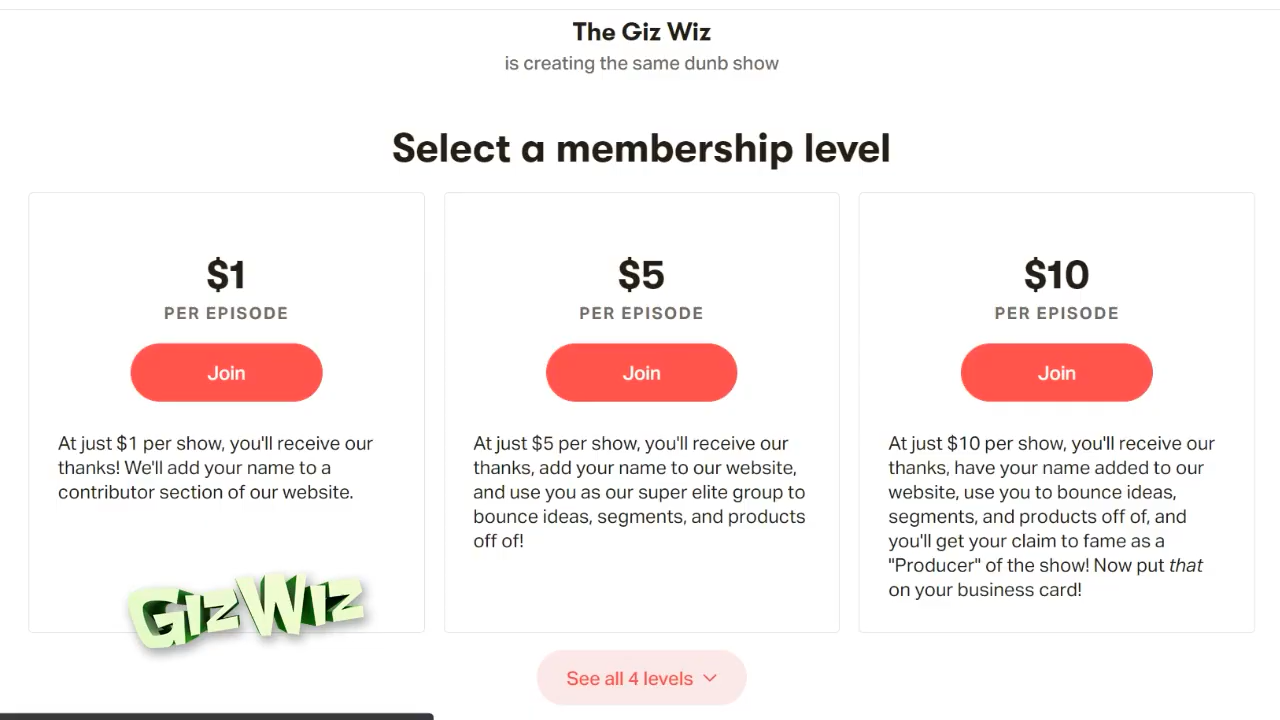 The Giz Wiz
is creating the same dunb show
Select a membership level
$1
PER EPISODE
Join
At just $1 per show, you'll receive our
thanks! We'll add your name to a
contributor section of our website.
$5
PER EPISODE
Join
At just $5 per show, you'll receive our
thanks, add your name to our website,
and use you as our super elite group to
bounce ideas, segments, and products
off of!
$10
PER EPISODE
Join
At just $10 per show, you'll receive our
thanks, have your name added to our
website, use you to bounce ideas,
segments, and products off of, and
you'll get your claim to fame as a
"Producer" of the show! Now put that
on your business card!
GizWiz
See all 4 levels